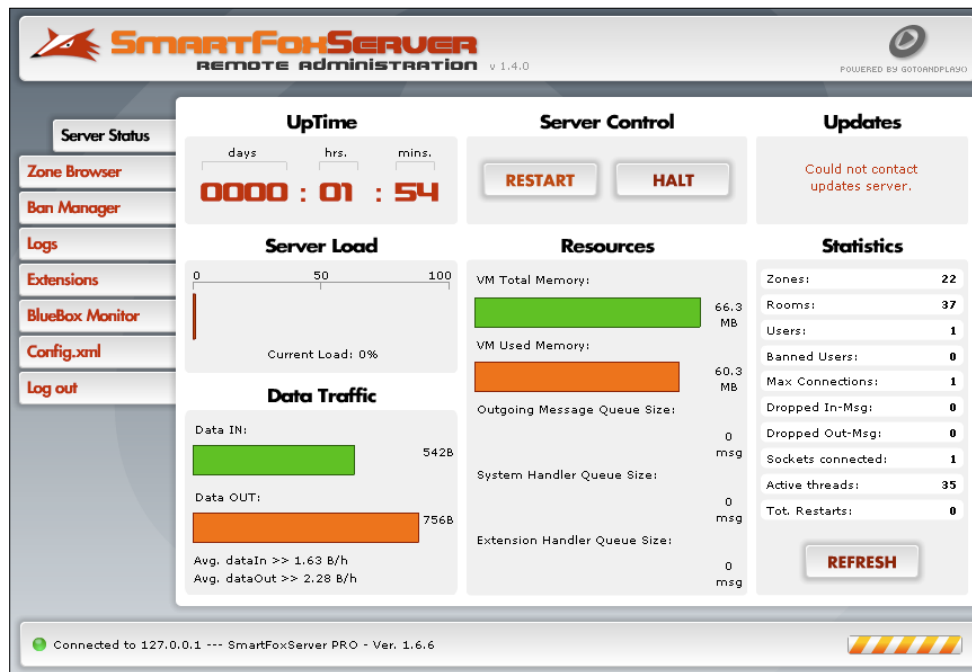 SmartFoxServer
REMOTE ADMINISTRATION v 1.4.0
POWERED BY GOTOANDPLAY()
Server Status
Zone Browser
Ban Manager
Logs
Extensions
BlueBox Monitor
Config.xml
Log out
UpTime
days hrs. mins.
0000 : 01 : 54
Server Control
RESTART HALT
Updates
Could not contact
updates server.
Server Load
0 50 100
Current Load: 0%
Data Traffic
Data IN:
542B
Data OUT:
756B
Avg. dataIn >> 1.63 B/h
Avg. dataOut >> 2.28 B/h
Resources
VM Total Memory:
66.3
MB
VM Used Memory:
60.3
MB
Outgoing Message Queue Size:
0
msg
System Handler Queue Size:
0
msg
Extension Handler Queue Size:
0
msg
Statistics
Zones: 22
Rooms: 37
Users: 1
Banned Users: 0
Max Connections: 1
Dropped In-Msg: 0
Dropped Out-Msg: 0
Sockets connected: 1
Active threads: 35
Tot. Restarts: 0
REFRESH
Connected to 127.0.0.1 --- SmartFoxServer PRO - Ver. 1.6.6